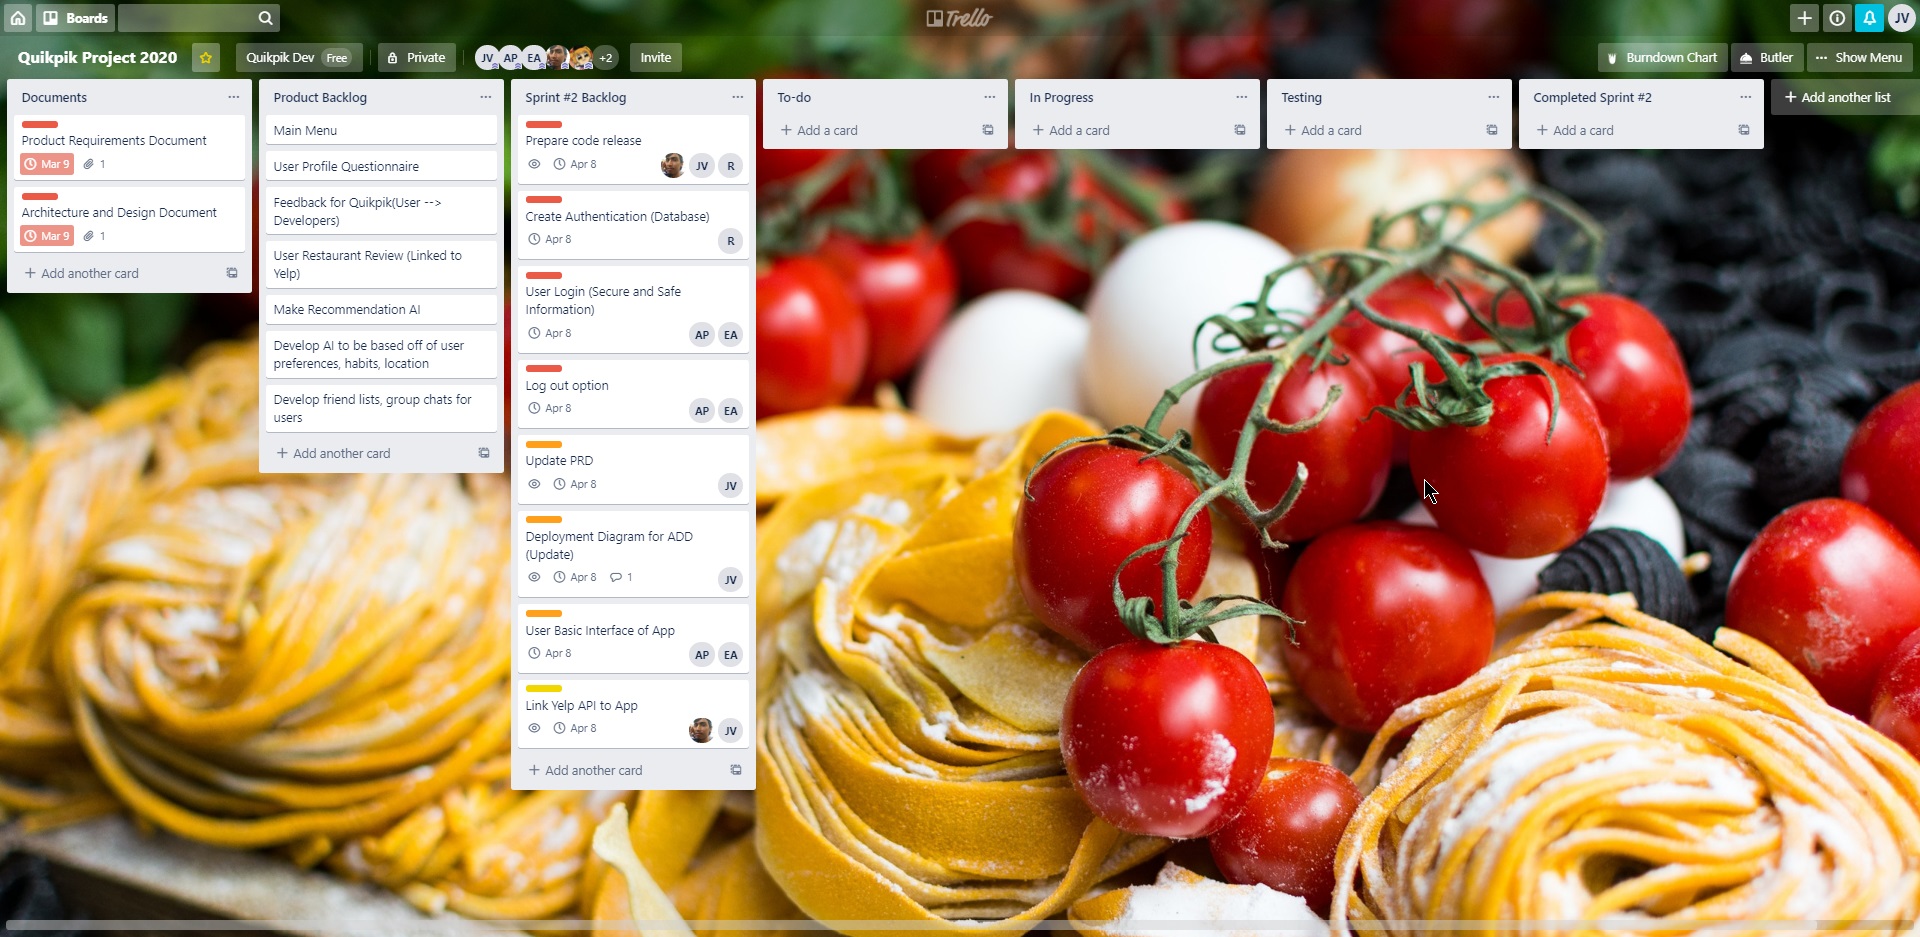 Boards
Trello
JV
Quikpik Project 2020
Quikpik Dev Free
Private
JV AP EA +2
Invite
Burndown Chart
Butler
Show Menu
Documents
Product Requirements Document
Mar 9 1
Architecture and Design Document
Mar 9 1
+ Add another card
Product Backlog
Main Menu
User Profile Questionnaire
Feedback for Quikpik(User -->
Developers)
User Restaurant Review (Linked to
Yelp)
Make Recommendation AI
Develop AI to be based off of user
preferences, habits, location
Develop friend lists, group chats for
users
+ Add another card
Sprint #2 Backlog
Prepare code release
Apr 8 JV R
Create Authentication (Database)
Apr 8 R
User Login (Secure and Safe
Information)
Apr 8 AP EA
Log out option
Apr 8 AP EA
Update PRD
Apr 8 JV
Deployment Diagram for ADD
(Update)
Apr 8 1 JV
User Basic Interface of App
Apr 8 AP EA
Link Yelp API to App
Apr 8 JV
+ Add another card
To-do
+ Add a card
In Progress
+ Add a card
Testing
+ Add a card
Completed Sprint #2
+ Add a card
+ Add another list